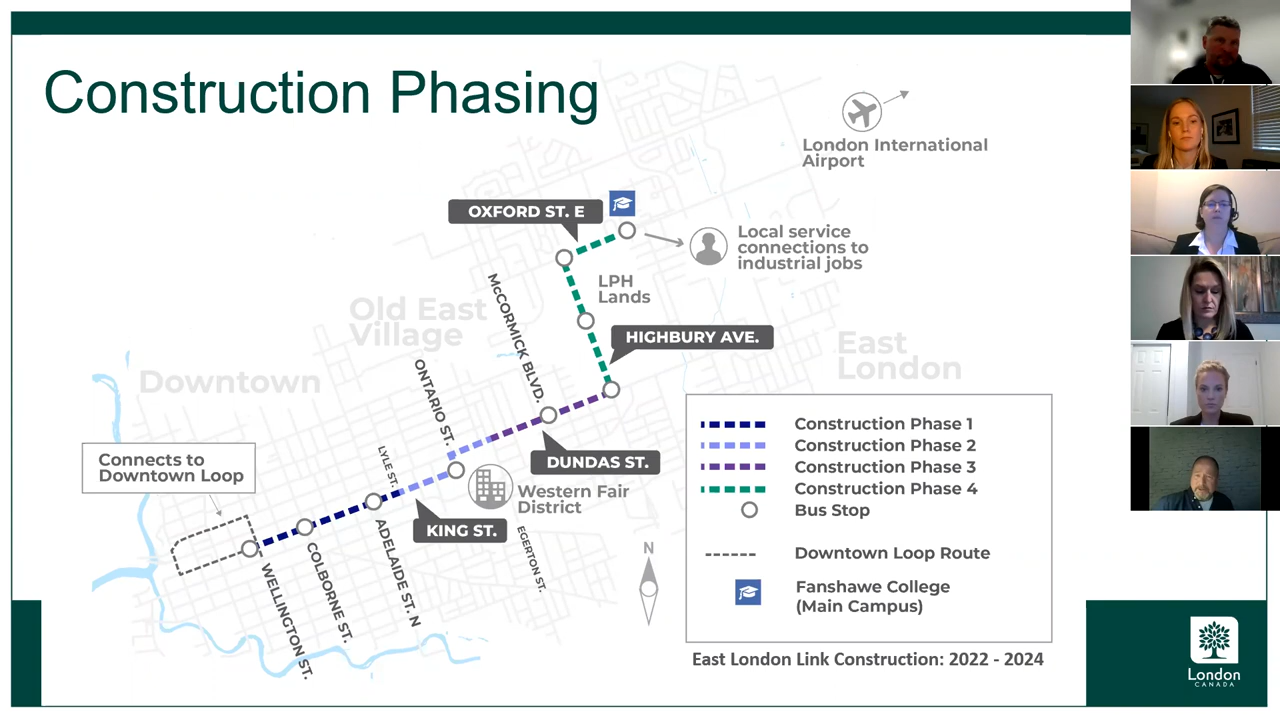 Construction Phasing
London International
Airport
OXFORD ST. E
Local service
connections to
industrial jobs
McCORMICK BLVD.
LPH
Lands
Old East
Village
HIGHBURY AVE.
East
London
Downtown
ONTARIO ST.
Connects to
Downtown Loop
LYLE ST.
DUNDAS ST.
Western Fair
District
KING ST.
ADELAIDE ST. N
EGERTON ST.
COLBORNE ST.
WELLINGTON ST.
N
Construction Phase 1
Construction Phase 2
Construction Phase 3
Construction Phase 4
Bus Stop
Downtown Loop Route
Fanshawe College
(Main Campus)
East London Link Construction: 2022 - 2024
London
CANADA